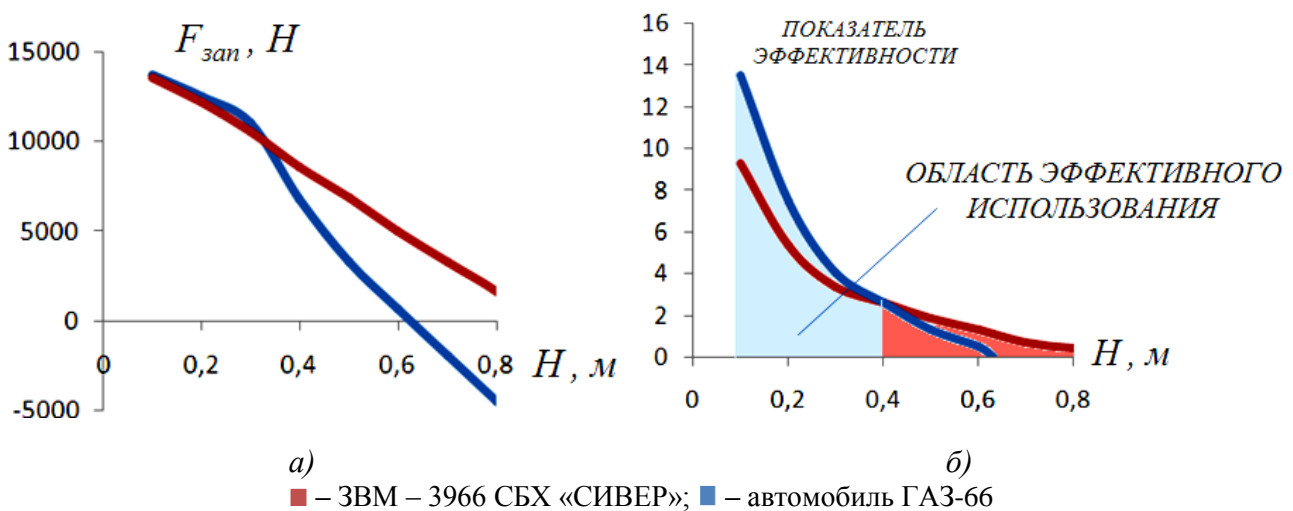 F зап , Н
15000
10000
5000
0
-5000
0
0,2
0,4
0,6
0,8
H , м
а)
ПОКАЗАТЕЛЬ
ЭФФЕКТИВНОСТИ
16
14
12
10
8
6
4
2
0
ОБЛАСТЬ ЭФФЕКТИВНОГО
ИСПОЛЬЗОВАНИЯ
0
0,2
0,4
0,6
0,8
H , м
б)
– ЗВМ – 3966 СБХ «СИВЕР»; – автомобиль ГАЗ-66